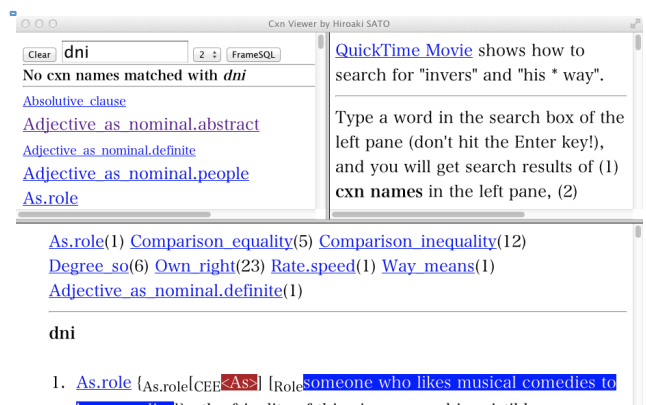 Cxn Viewer by Hiroaki SATO
Clear dni 2 FrameSQL
No cxn names matched with dni
Absolutive_clause
Adjective_as_nominal.abstract
Adjective_as_nominal.definite
Adjective_as_nominal.people
As.role
QuickTime Movie shows how to
search for "invers" and "his * way".
Type a word in the search box of the
left pane (don't hit the Enter key!),
and you will get search results of (1)
cxn names in the left pane, (2)
As.role(1) Comparison_equality(5) Comparison_inequality(12)
Degree_so(6) Own_right(23) Rate.speed(1) Way_means(1)
Adjective_as_nominal.definite(1)
dni
1. As.role {As.role[CEE<As>] [Rolesomeone who likes musical comedies to